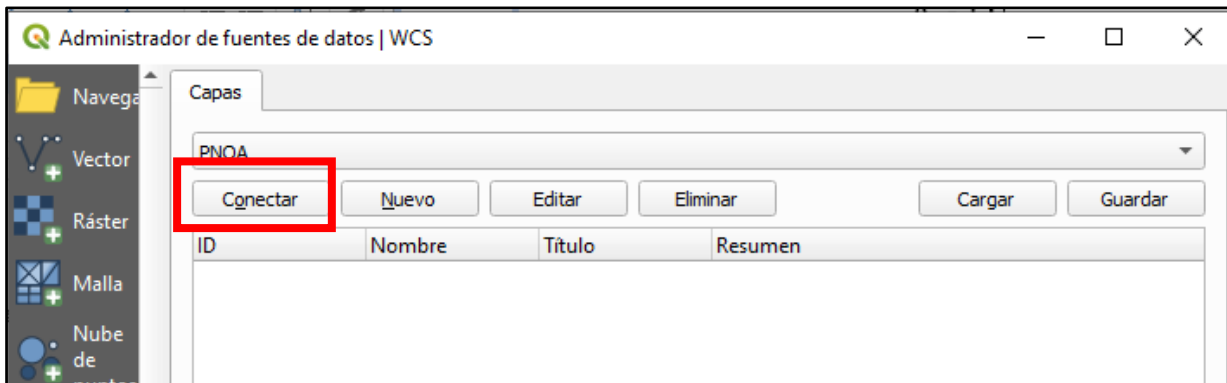 Administrador de fuentes de datos | WCS
Navega
Vector
Ráster
Malla
Nube
de
Capas
PNOA
Conectar
Nuevo
Editar
Eliminar
Cargar
Guardar
ID
Nombre
Título
Resumen